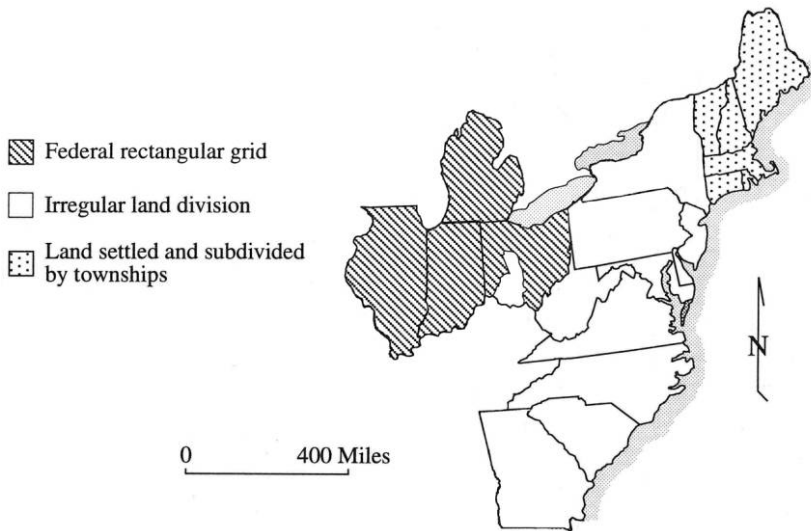 Federal rectangular grid
Irregular land division
Land settled and subdivided
by townships
N
0 400 Miles